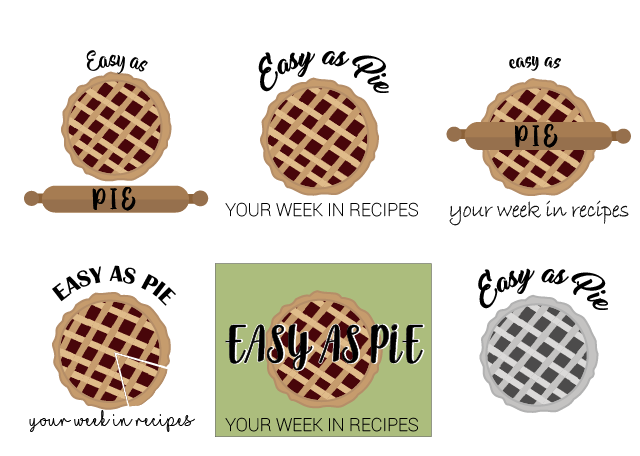 Easy as
PIE
Easy as Pie
YOUR WEEK IN RECIPES
easy as
PIE
your week in recipes
EASY AS PIE
your week in recipes
EASY AS PiE
YOUR WEEK IN RECIPES
Easy as Pie